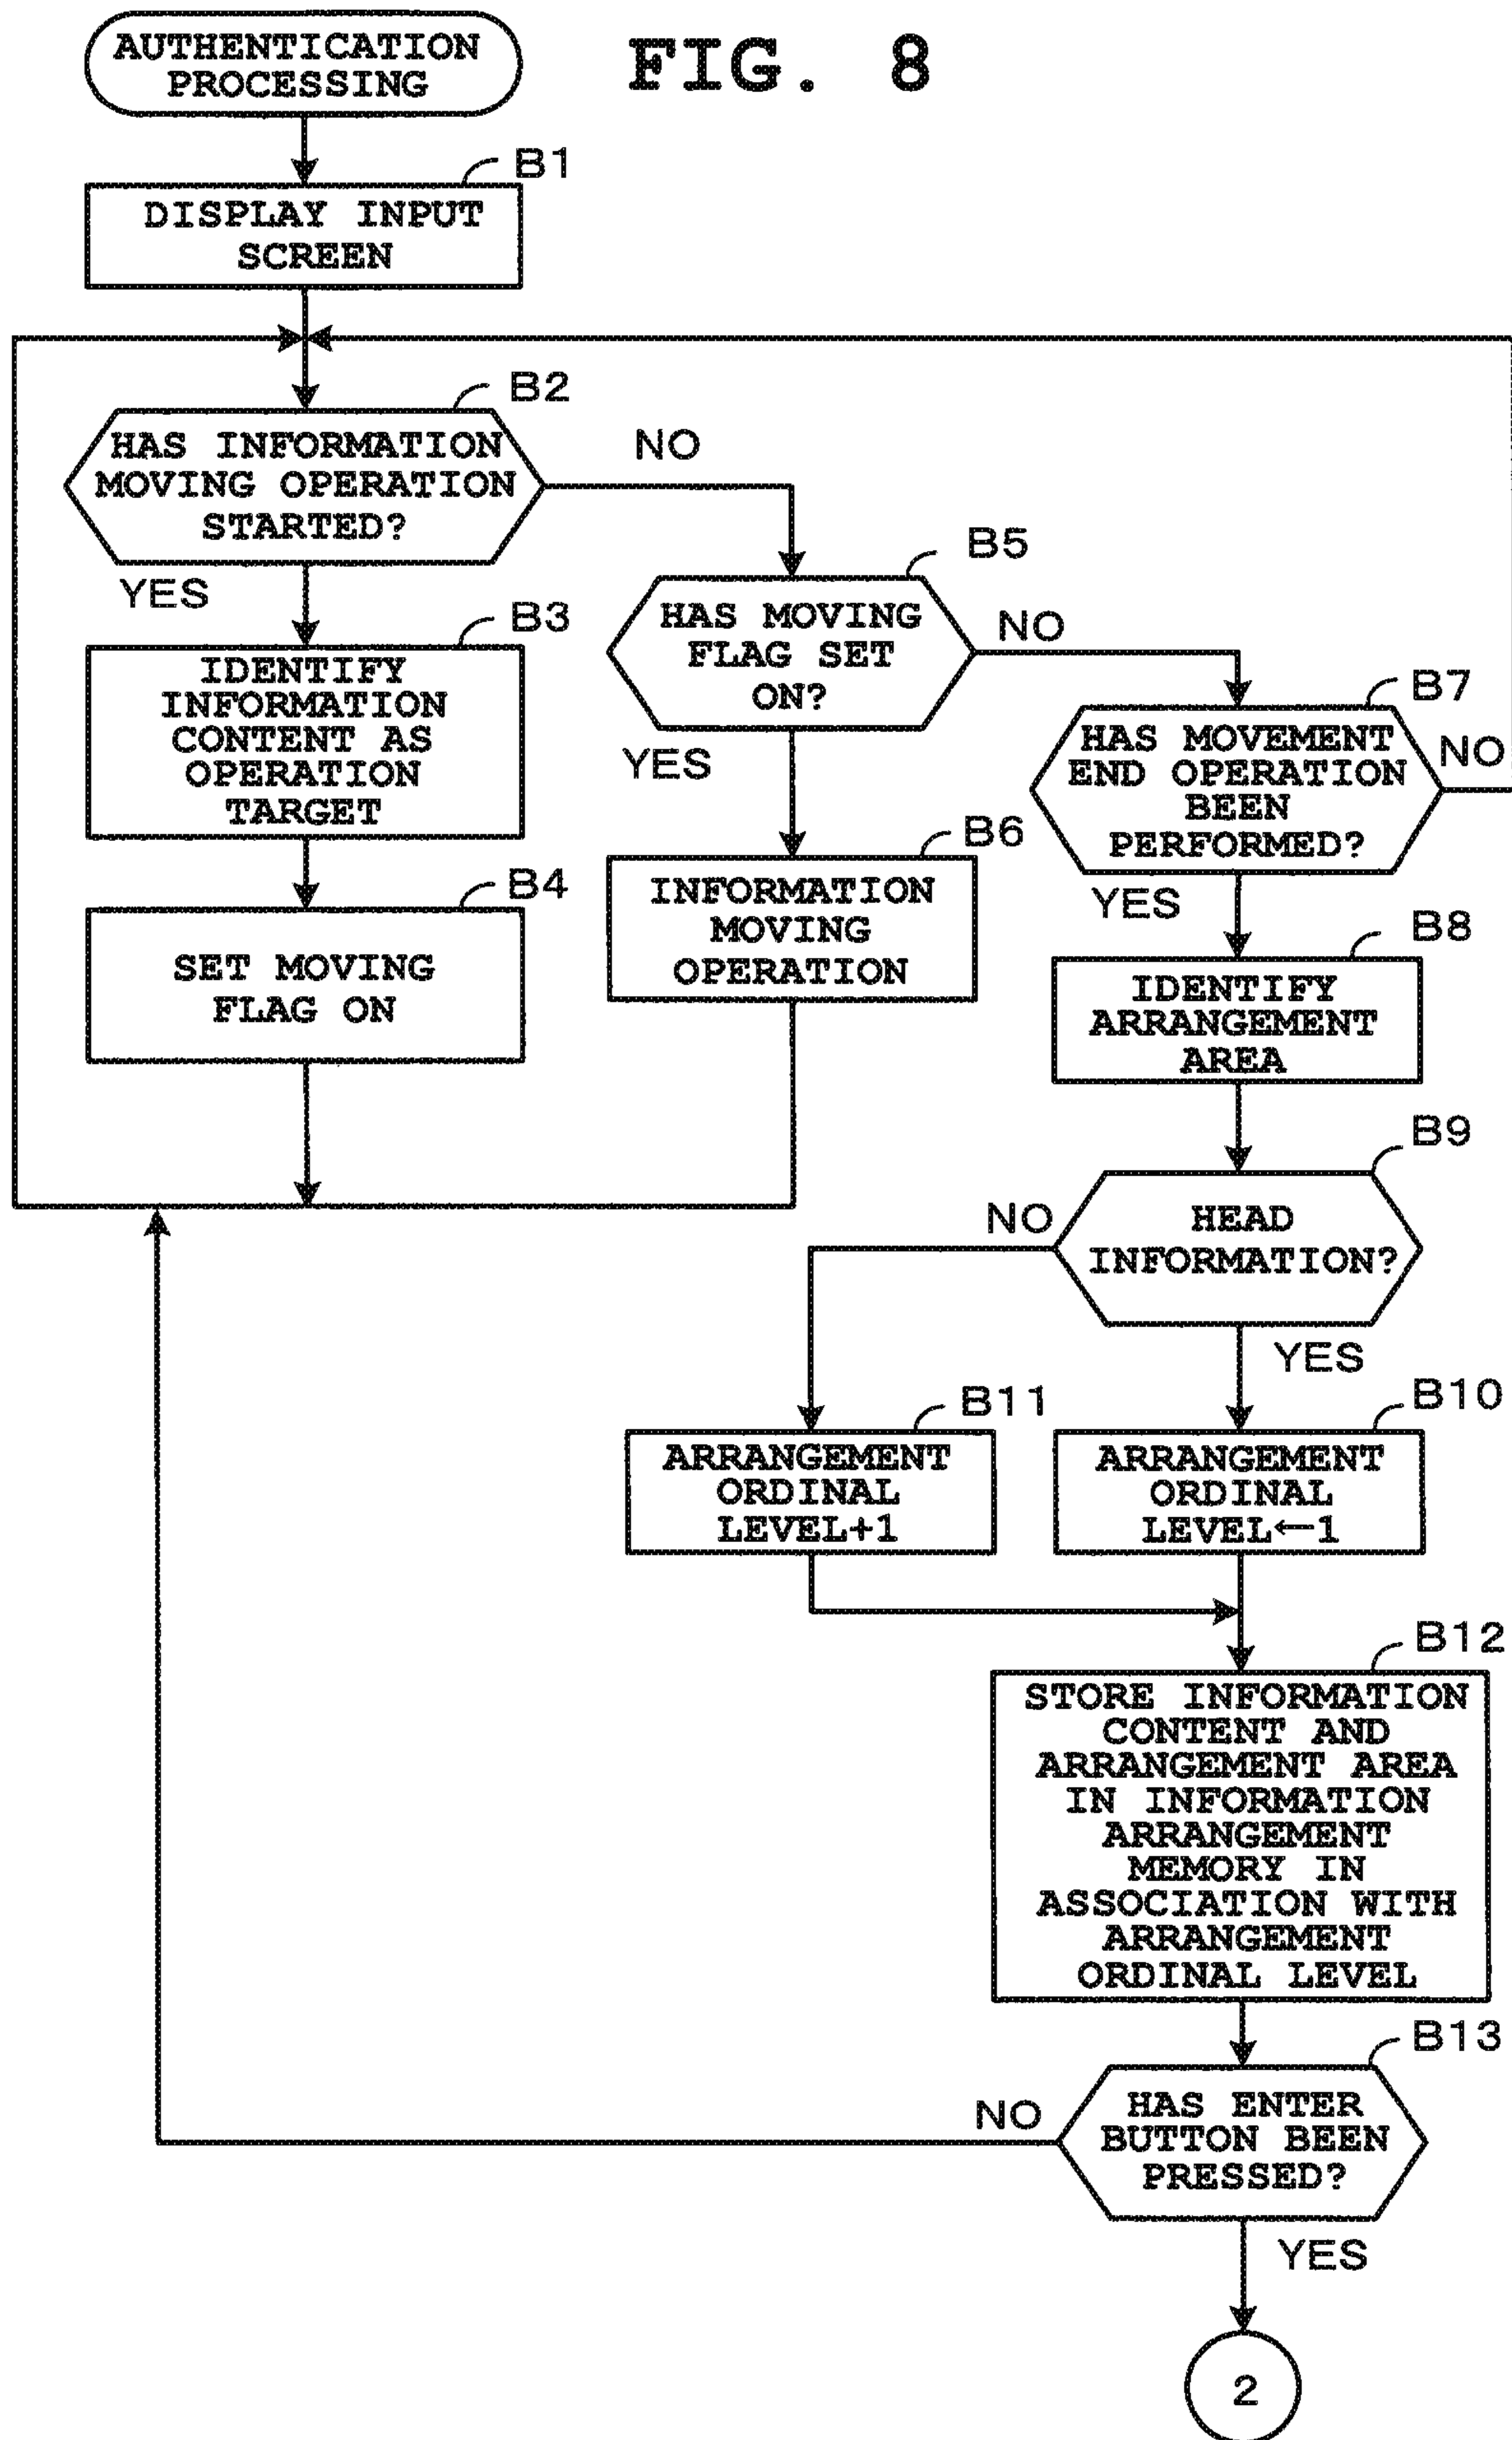 AUTHENTICATION
PROCESSING
FIG. 8
B1
DISPLAY INPUT
SCREEN
B2
HAS INFORMATION
MOVING OPERATION
STARTED?
NO
YES
B3
IDENTIFY
INFORMATION
CONTENT AS
OPERATION
TARGET
B4
SET MOVING
FLAG ON
B5
HAS MOVING
FLAG SET
ON?
NO
YES
B6
INFORMATION
MOVING
OPERATION
B7
HAS MOVEMENT
END OPERATION
BEEN
PERFORMED?
NO
YES
B8
IDENTIFY
ARRANGEMENT
AREA
B9
HEAD
INFORMATION?
NO
YES
B11
ARRANGEMENT
ORDINAL
LEVEL+1
B10
ARRANGEMENT
ORDINAL
LEVEL←1
B12
STORE INFORMATION
CONTENT AND
ARRANGEMENT AREA
IN INFORMATION
ARRANGEMENT
MEMORY IN
ASSOCIATION WITH
ARRANGEMENT
ORDINAL LEVEL
B13
HAS ENTER
BUTTON BEEN
PRESSED?
NO
YES
2